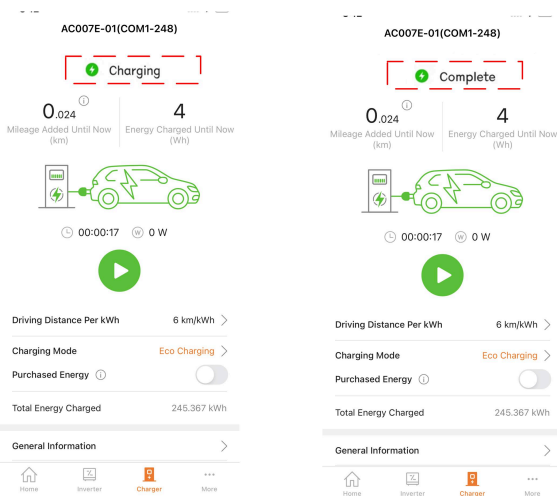 AC007E-01(COM1-248)
Charging
0.024
4
Mileage Added Until Now
(km)
Energy Charged Until Now
(Wh)
00:00:17
W 0 W
Driving Distance Per kWh 6 km/kWh
Charging Mode Eco Charging
Purchased Energy
Total Energy Charged 245.367 kWh
General Information
Home Inverter Charger More
AC007E-01(COM1-248)
Complete
0.024
4
Mileage Added Until Now
(km)
Energy Charged Until Now
(Wh)
00:00:17
W 0 W
Driving Distance Per kWh 6 km/kWh
Charging Mode Eco Charging
Purchased Energy
Total Energy Charged 245.367 kWh
General Information
Home Inverter Charger More